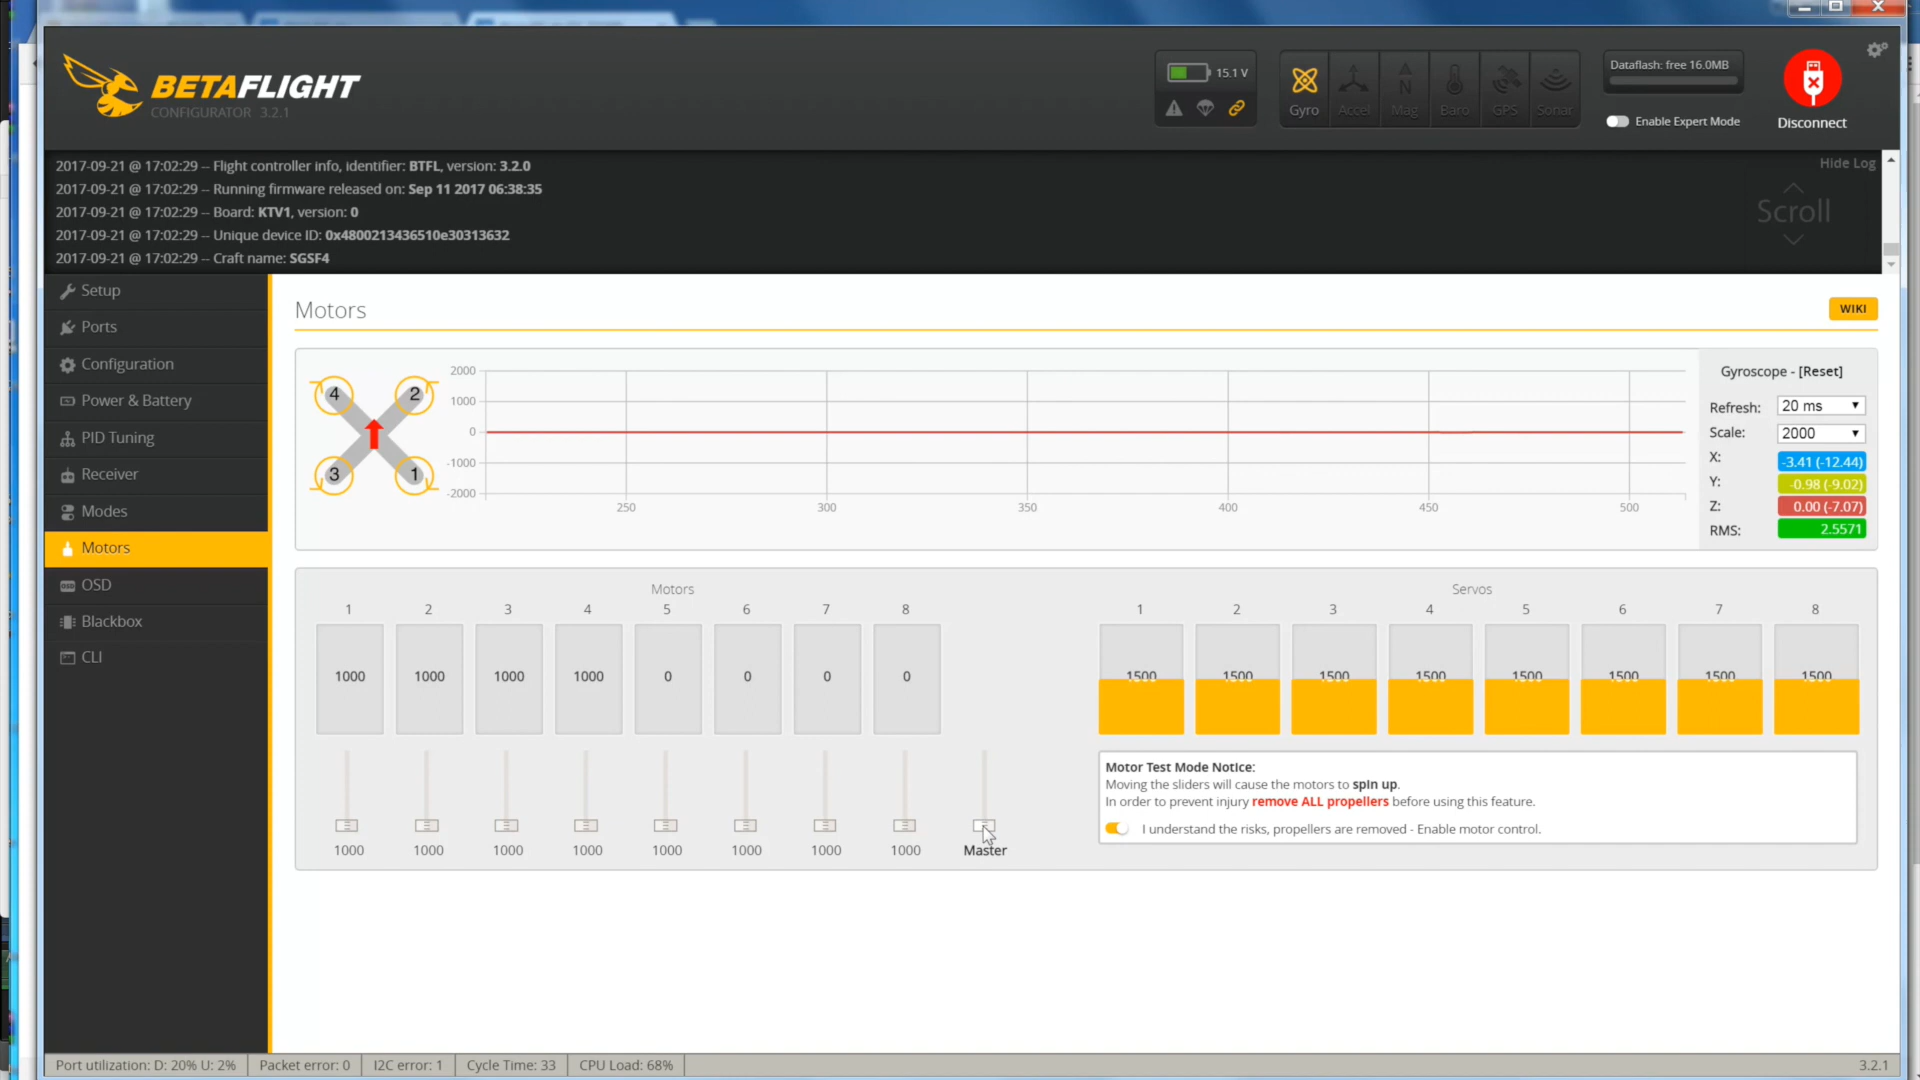 BETAFLIGHT
CONFIGURATOR 3.2.1
15.1 V
Gyro Accel Mag Baro GPS Sonar
Dataflash: free 16.0MB
Enable Expert Mode
Disconnect
2017-09-21 @ 17:02:29 -- Flight controller info, identifier: BTFL, version: 3.2.0
2017-09-21 @ 17:02:29 -- Running firmware released on: Sep 11 2017 06:38:35
2017-09-21 @ 17:02:29 -- Board: KTV1, version: 0
2017-09-21 @ 17:02:29 -- Unique device ID: 0x4800213436510e30313632
2017-09-21 @ 17:02:29 -- Craft name: SGSF4
Hide Log
Scroll
Setup
Ports
Configuration
Power & Battery
PID Tuning
Receiver
Modes
Motors
OSD
Blackbox
CLI
Motors
WIKI
4 2
3 1
2000
1000
0
-1000
-2000
250 300 350 400 450 500
Gyroscope - [Reset]
Refresh: 20 ms
Scale: 2000
X: -3.41 (-12.44)
Y: -0.98 (-9.02)
Z: 0.00 (-7.07)
RMS: 2.5571
Motors
1 2 3 4 5 6 7 8
1000 1000 1000 1000 0 0 0 0
1000 1000 1000 1000 1000 1000 1000 1000 Master
Servos
1 2 3 4 5 6 7 8
1500 1500 1500 1500 1500 1500 1500 1500
Motor Test Mode Notice:
Moving the sliders will cause the motors to spin up.
In order to prevent injury remove ALL propellers before using this feature.
I understand the risks, propellers are removed - Enable motor control.
Port utilization: D: 20% U: 2% Packet error: 0 I2C error: 1 Cycle Time: 33 CPU Load: 68% 3.2.1